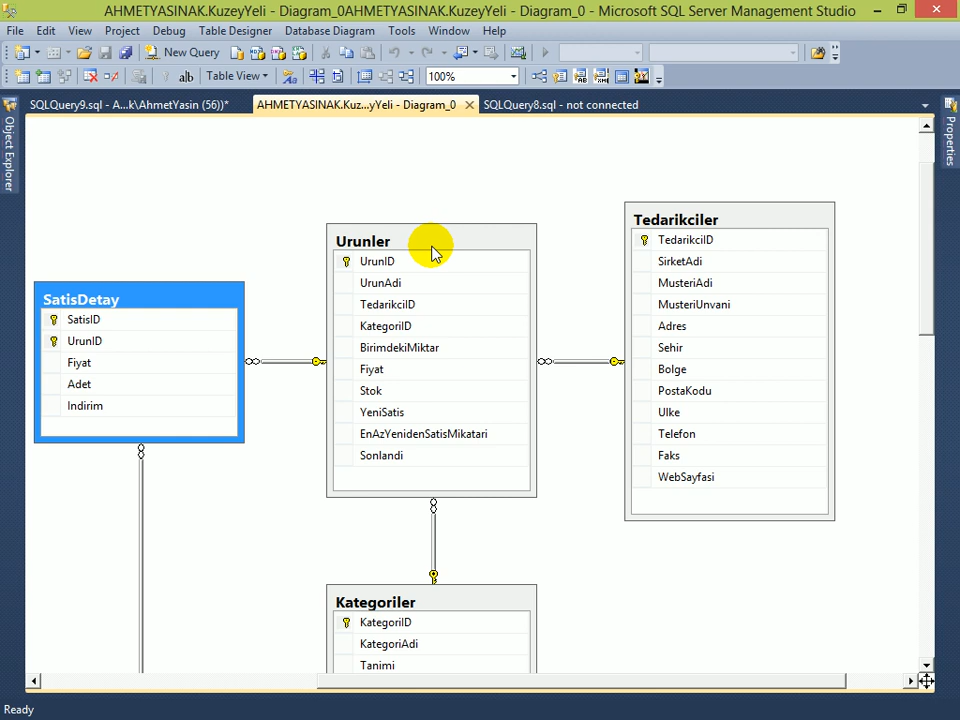 AHMETYASINAK.KuzeyYeli - Diagram_0AHMETYASINAK.KuzeyYeli - Diagram_0 - Microsoft SQL Server Management Studio
File Edit View Project Debug Table Designer Database Diagram Tools Window Help
New Query
ab Table View 100%
SQLQuery9.sql - A...k\AhmetYasin (56))* AHMETYASINAK.Kuz...yYeli - Diagram_0 SQLQuery8.sql - not connected
Object Explorer
Properties
SatisDetay
SatisID
UrunID
Fiyat
Adet
Indirim
Urunler
UrunID
UrunAdi
TedarikciID
KategoriID
BirimdekiMiktar
Fiyat
Stok
YeniSatis
EnAzYenidenSatisMikatari
Sonlandi
Tedarikciler
TedarikciID
SirketAdi
MusteriAdi
MusteriUnvani
Adres
Sehir
Bolge
PostaKodu
Ulke
Telefon
Faks
WebSayfasi
Kategoriler
KategoriID
KategoriAdi
Tanimi
Ready